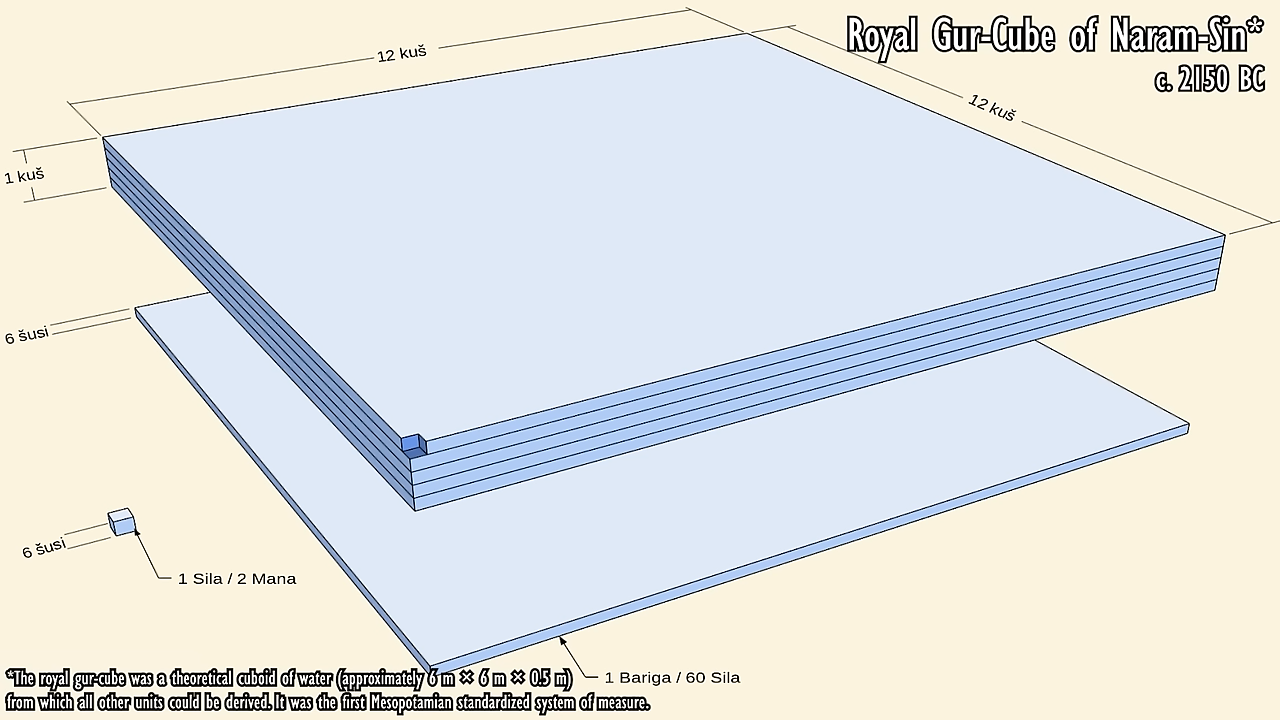 Royal Gur-Cube of Naram-Sin*
c. 2150 BC
12 kuš
12 kuš
1 kuš
6 šusi
6 šusi
1 Sila / 2 Mana
1 Bariga / 60 Sila
*The royal gur-cube was a theoretical cuboid of water (approximately 6 m × 6 m × 0.5 m)
from which all other units could be derived. It was the first Mesopotamian standardized system of measure.